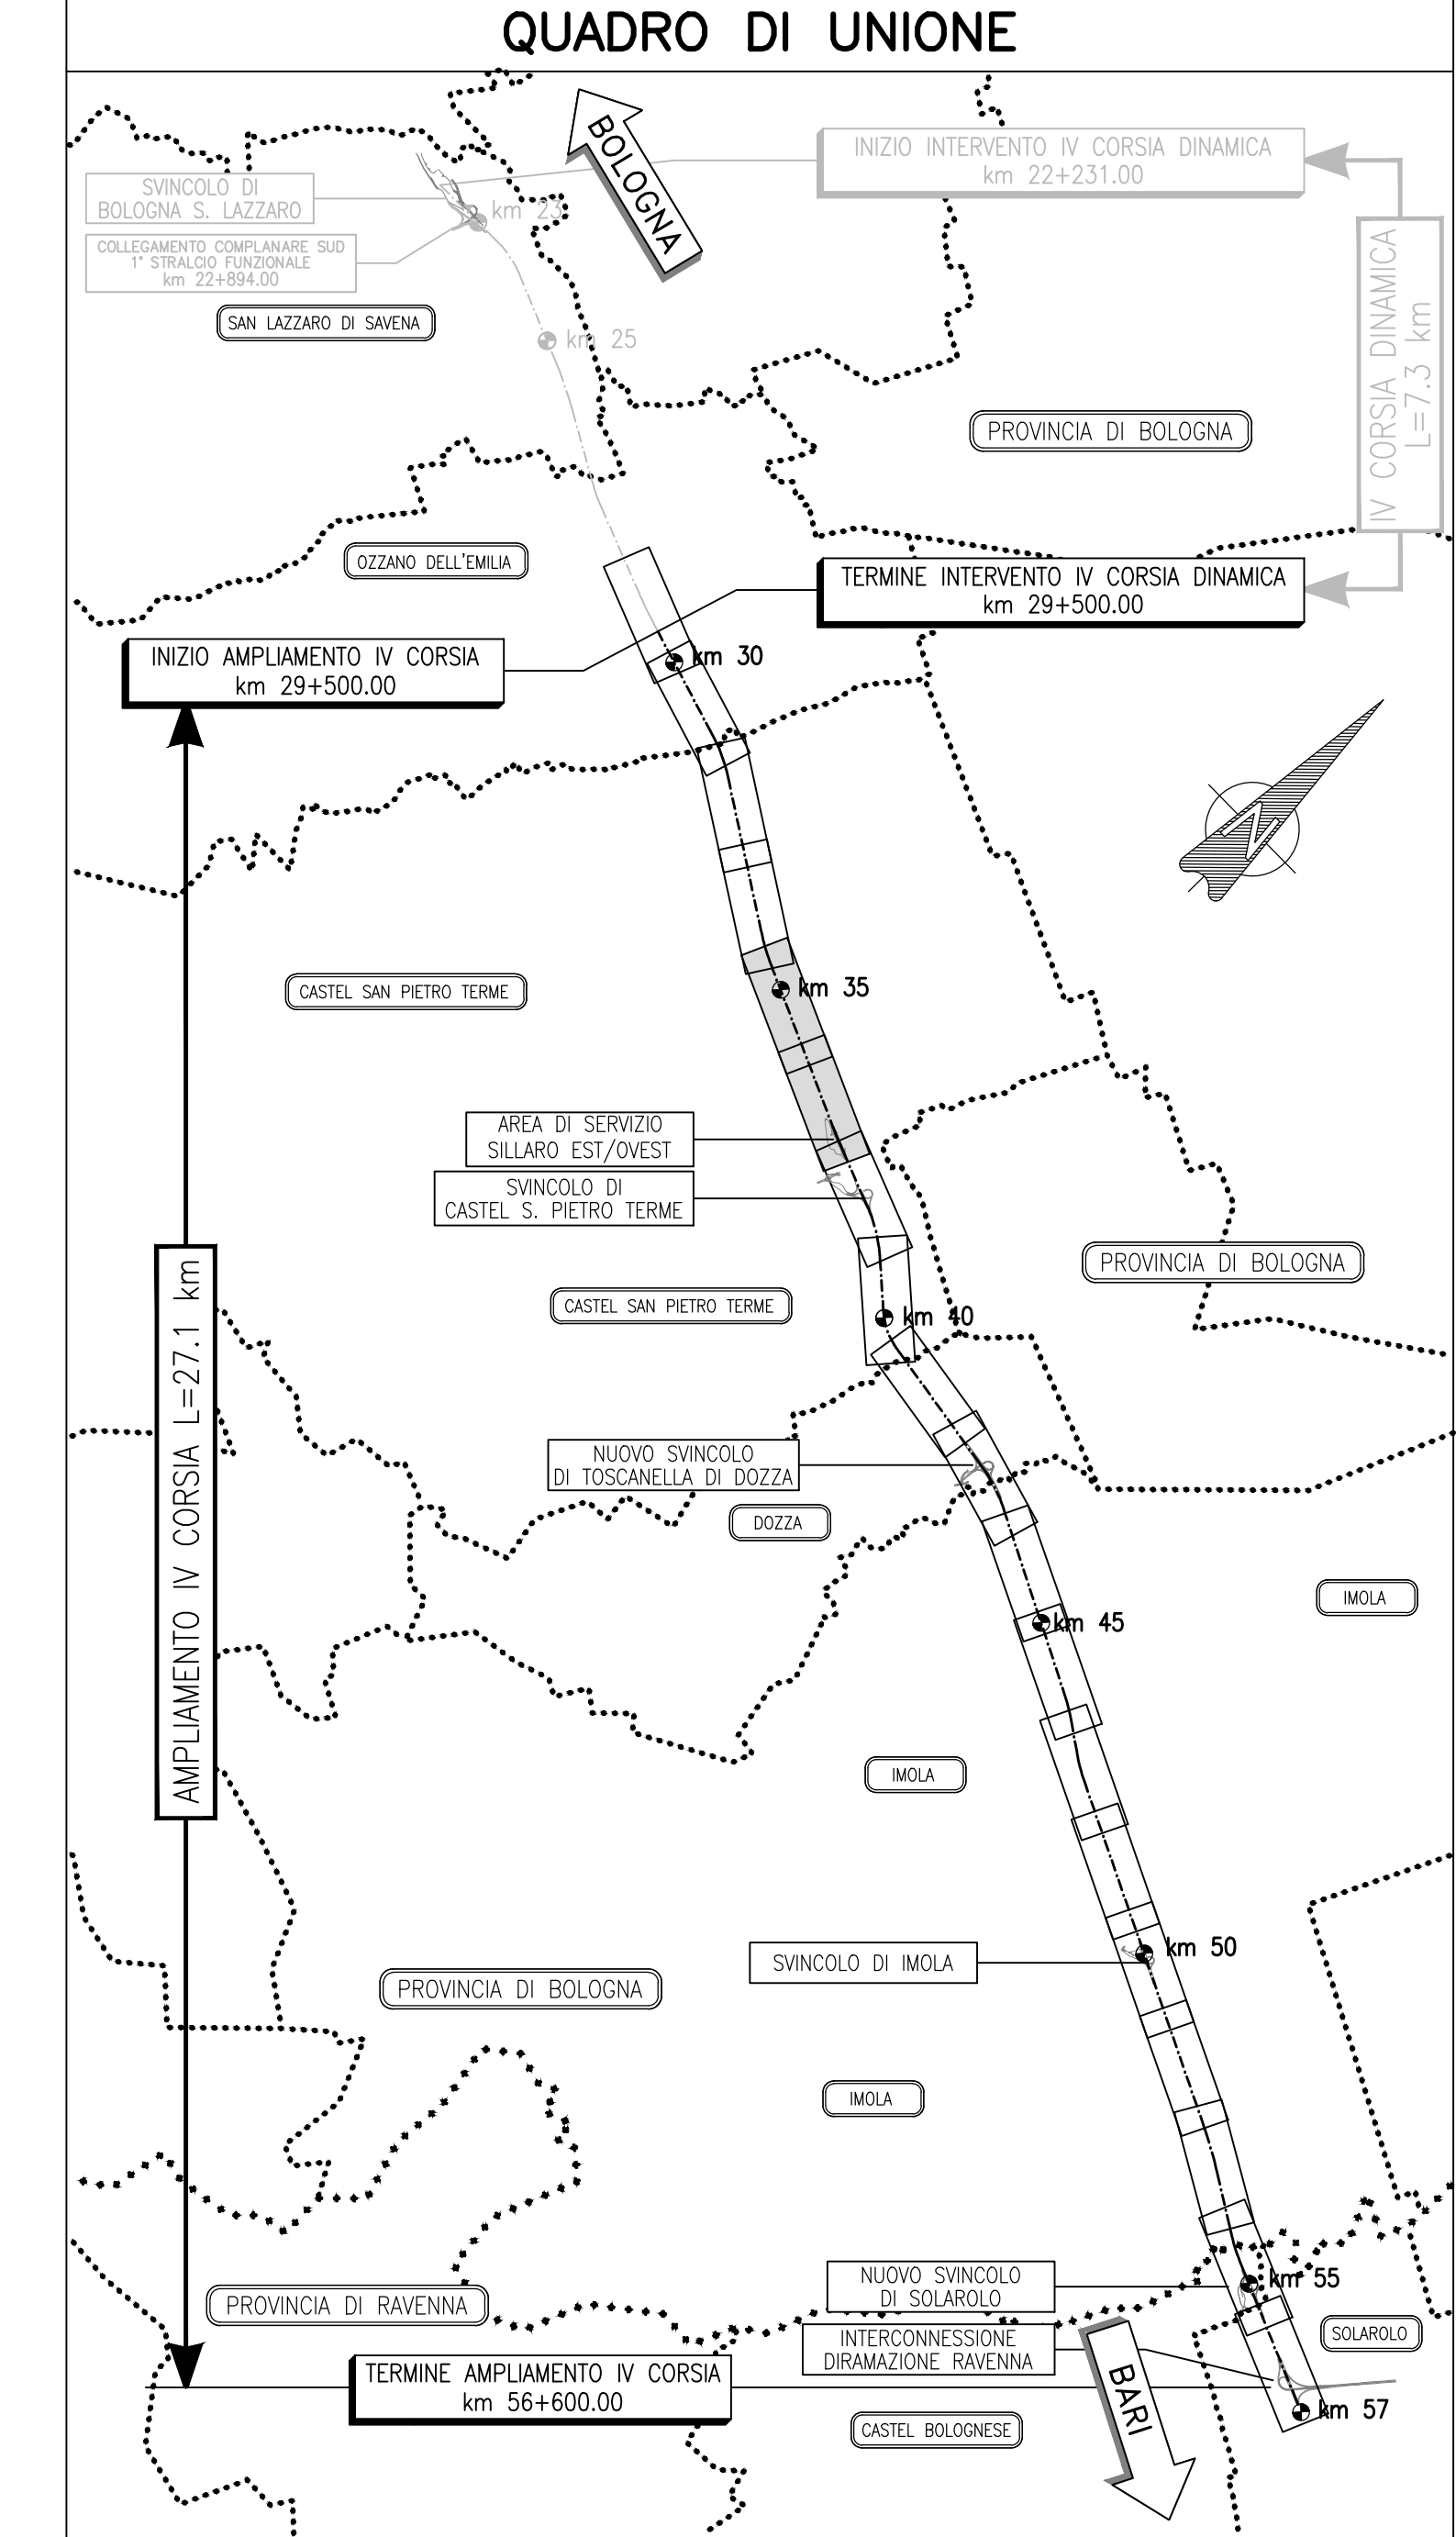 QUADRO DI UNIONE
BOLOGNA
INIZIO INTERVENTO IV CORSIA DINAMICA
km 22+231.00
SVINCOLO DI
BOLOGNA S. LAZZARO
km 23
COLLEGAMENTO COMPLANARE SUD
1° STRALCIO FUNZIONALE
km 22+894.00
SAN LAZZARO DI SAVENA
km 25
IV CORSIA DINAMICA
L=7.3 km
PROVINCIA DI BOLOGNA
OZZANO DELL'EMILIA
TERMINE INTERVENTO IV CORSIA DINAMICA
km 29+500.00
INIZIO AMPLIAMENTO IV CORSIA
km 29+500.00
km 30
N
CASTEL SAN PIETRO TERME
km 35
AREA DI SERVIZIO
SILLARO EST/OVEST
SVINCOLO DI
CASTEL S. PIETRO TERME
PROVINCIA DI BOLOGNA
CASTEL SAN PIETRO TERME
km 40
AMPLIAMENTO IV CORSIA L=27.1 km
NUOVO SVINCOLO
DI TOSCANELLA DI DOZZA
DOZZA
IMOLA
km 45
IMOLA
km 50
SVINCOLO DI IMOLA
PROVINCIA DI BOLOGNA
IMOLA
NUOVO SVINCOLO
DI SOLAROLO
km 55
PROVINCIA DI RAVENNA
SOLAROLO
INTERCONNESSIONE
DIRAMAZIONE RAVENNA
TERMINE AMPLIAMENTO IV CORSIA
km 56+600.00
BARI
km 57
CASTEL BOLOGNESE